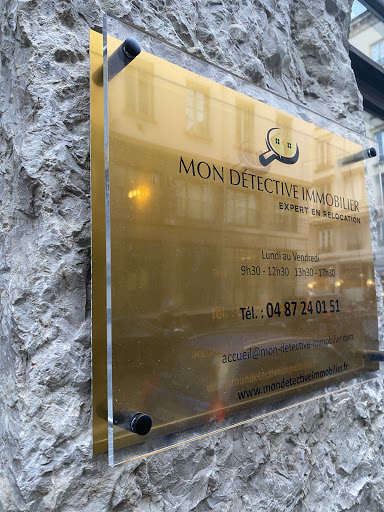 MON DÉTECTIVE IMMOBILIER
EXPERT EN RELOCATION
Lundi au Vendredi
9h30 - 12h30 13h30 - 17h30
Tél. : 04 87 24 01 51
accueil@mon-detective-immobilier.com
www.mondetectiveimmobilier.fr